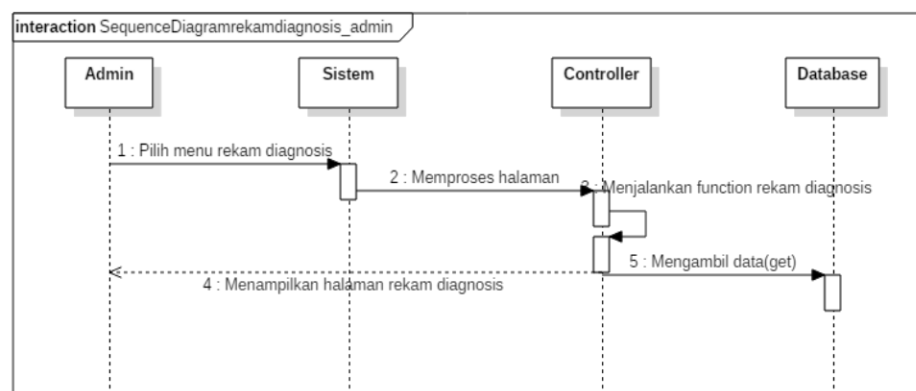 interaction SequenceDiagramrekamdiagnosis_admin
Admin
Sistem
Controller
Database
1 : Pilih menu rekam diagnosis
2 : Memproses halaman
3 : Menjalankan function rekam diagnosis
5 : Mengambil data(get)
4 : Menampilkan halaman rekam diagnosis